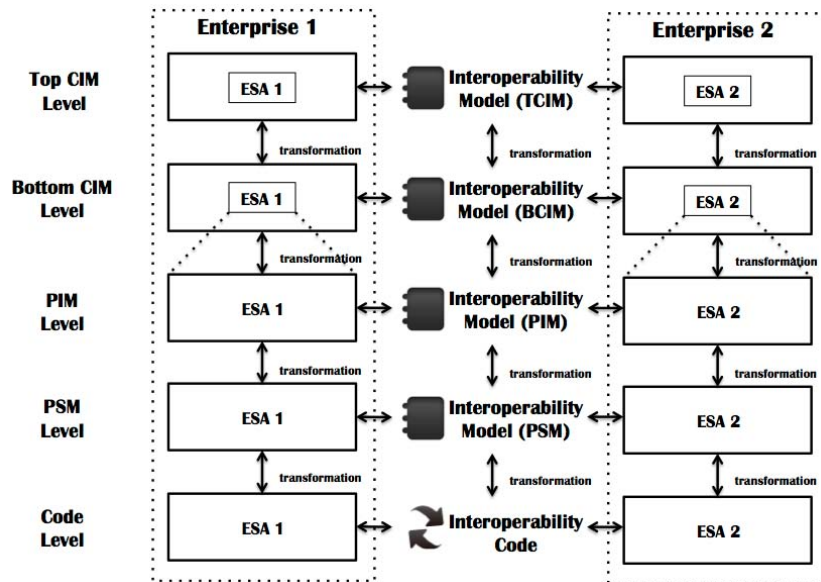 Enterprise 1
Enterprise 2
Top CIM
Level
ESA 1
Interoperability
Model (TCIM)
ESA 2
transformation
transformation
transformation
Bottom CIM
Level
ESA 1
Interoperability
Model (BCIM)
ESA 2
transformation
transformation
transformation
PIM
Level
ESA 1
Interoperability
Model (PIM)
ESA 2
transformation
transformation
transformation
PSM
Level
ESA 1
Interoperability
Model (PSM)
ESA 2
transformation
transformation
transformation
Code
Level
ESA 1
Interoperability
Code
ESA 2